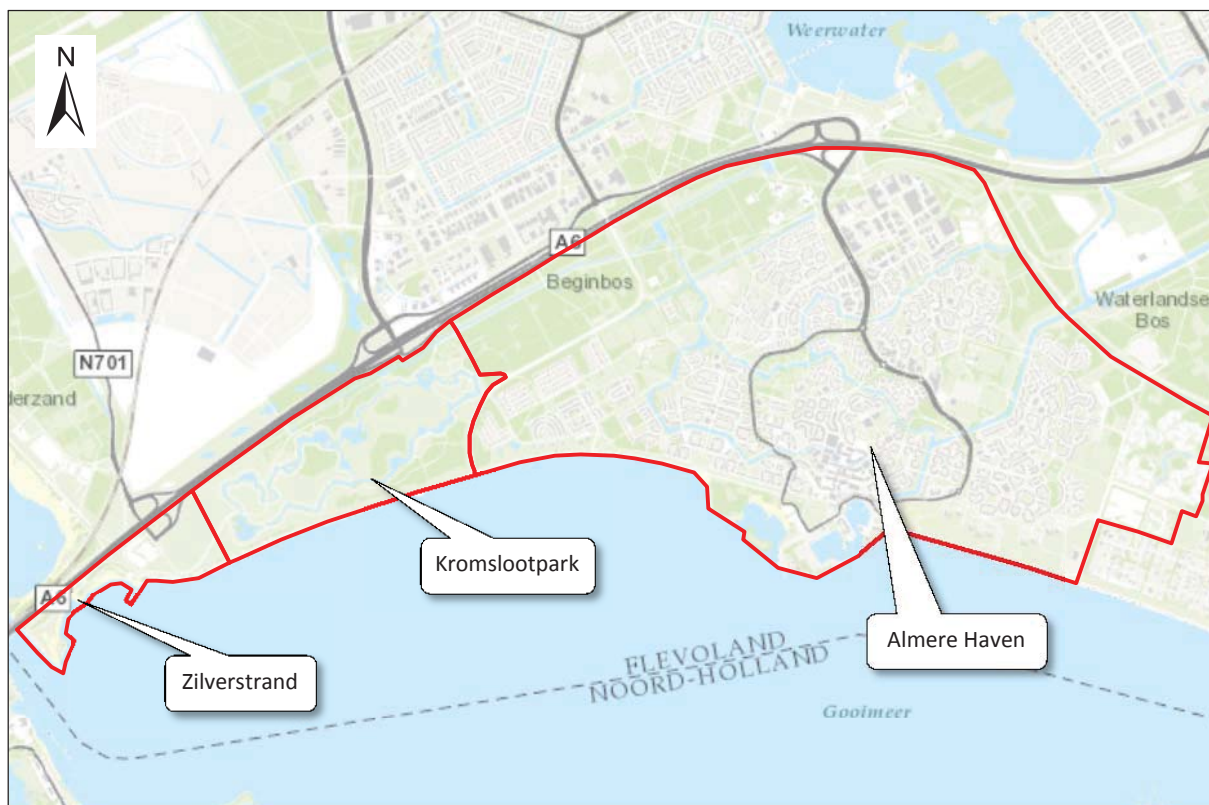 N
Weerwater
A6
Beginbos
Waterlandse
Bos
N701
derzand
Kromslootpark
A6
Zilverstrand
Almere Haven
FLEVOLAND
NOORD-HOLLAND
Gooimeer